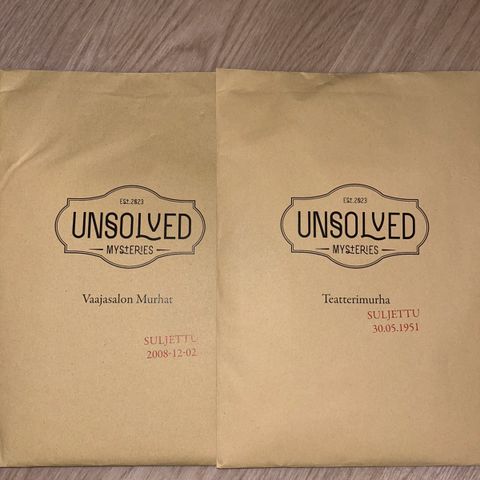 EST.2023
UNSOLVED
MYSTERIES
Vaajasalon Murhat
SULJETTU
2008-12-02
EST.2023
UNSOLVED
MYSTERIES
Teatterimurha
SULJETTU
30.05.1951